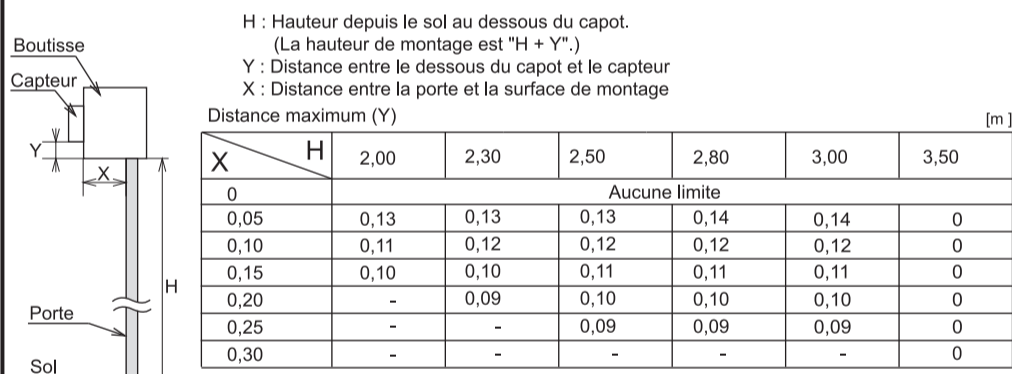 H : Hauteur depuis le sol au dessous du capot.
(La hauteur de montage est "H + Y".)
Y : Distance entre le dessous du capot et le capteur
X : Distance entre la porte et la surface de montage
Boutisse
Capteur
Y
X
H
Porte
Sol
Distance maximum (Y) [m]
X H 2,00 2,30 2,50 2,80 3,00 3,50
0 Aucune limite
0,05 0,13 0,13 0,13 0,14 0,14 0
0,10 0,11 0,12 0,12 0,12 0,12 0
0,15 0,10 0,10 0,11 0,11 0,11 0
0,20 - 0,09 0,10 0,10 0,10 0
0,25 - - 0,09 0,09 0,09 0
0,30 - - - - - 0